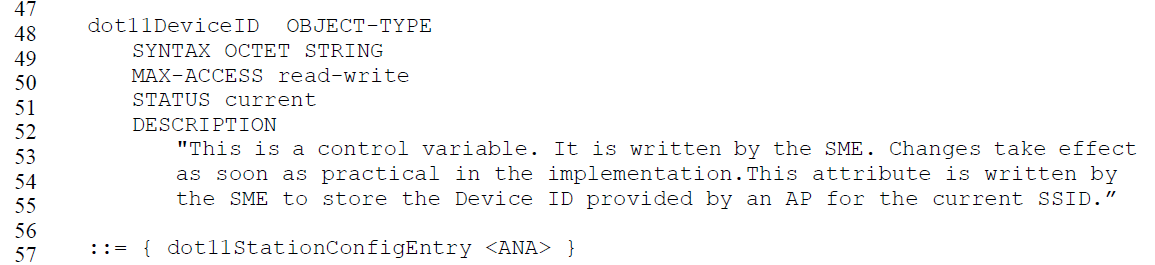 47
48 dot11DeviceID OBJECT-TYPE
49 SYNTAX OCTET STRING
50 MAX-ACCESS read-write
51 STATUS current
52 DESCRIPTION
53 "This is a control variable. It is written by the SME. Changes take effect
54 as soon as practical in the implementation.This attribute is written by
55 the SME to store the Device ID provided by an AP for the current SSID.”
56
57 ::= { dot11StationConfigEntry <ANA> }